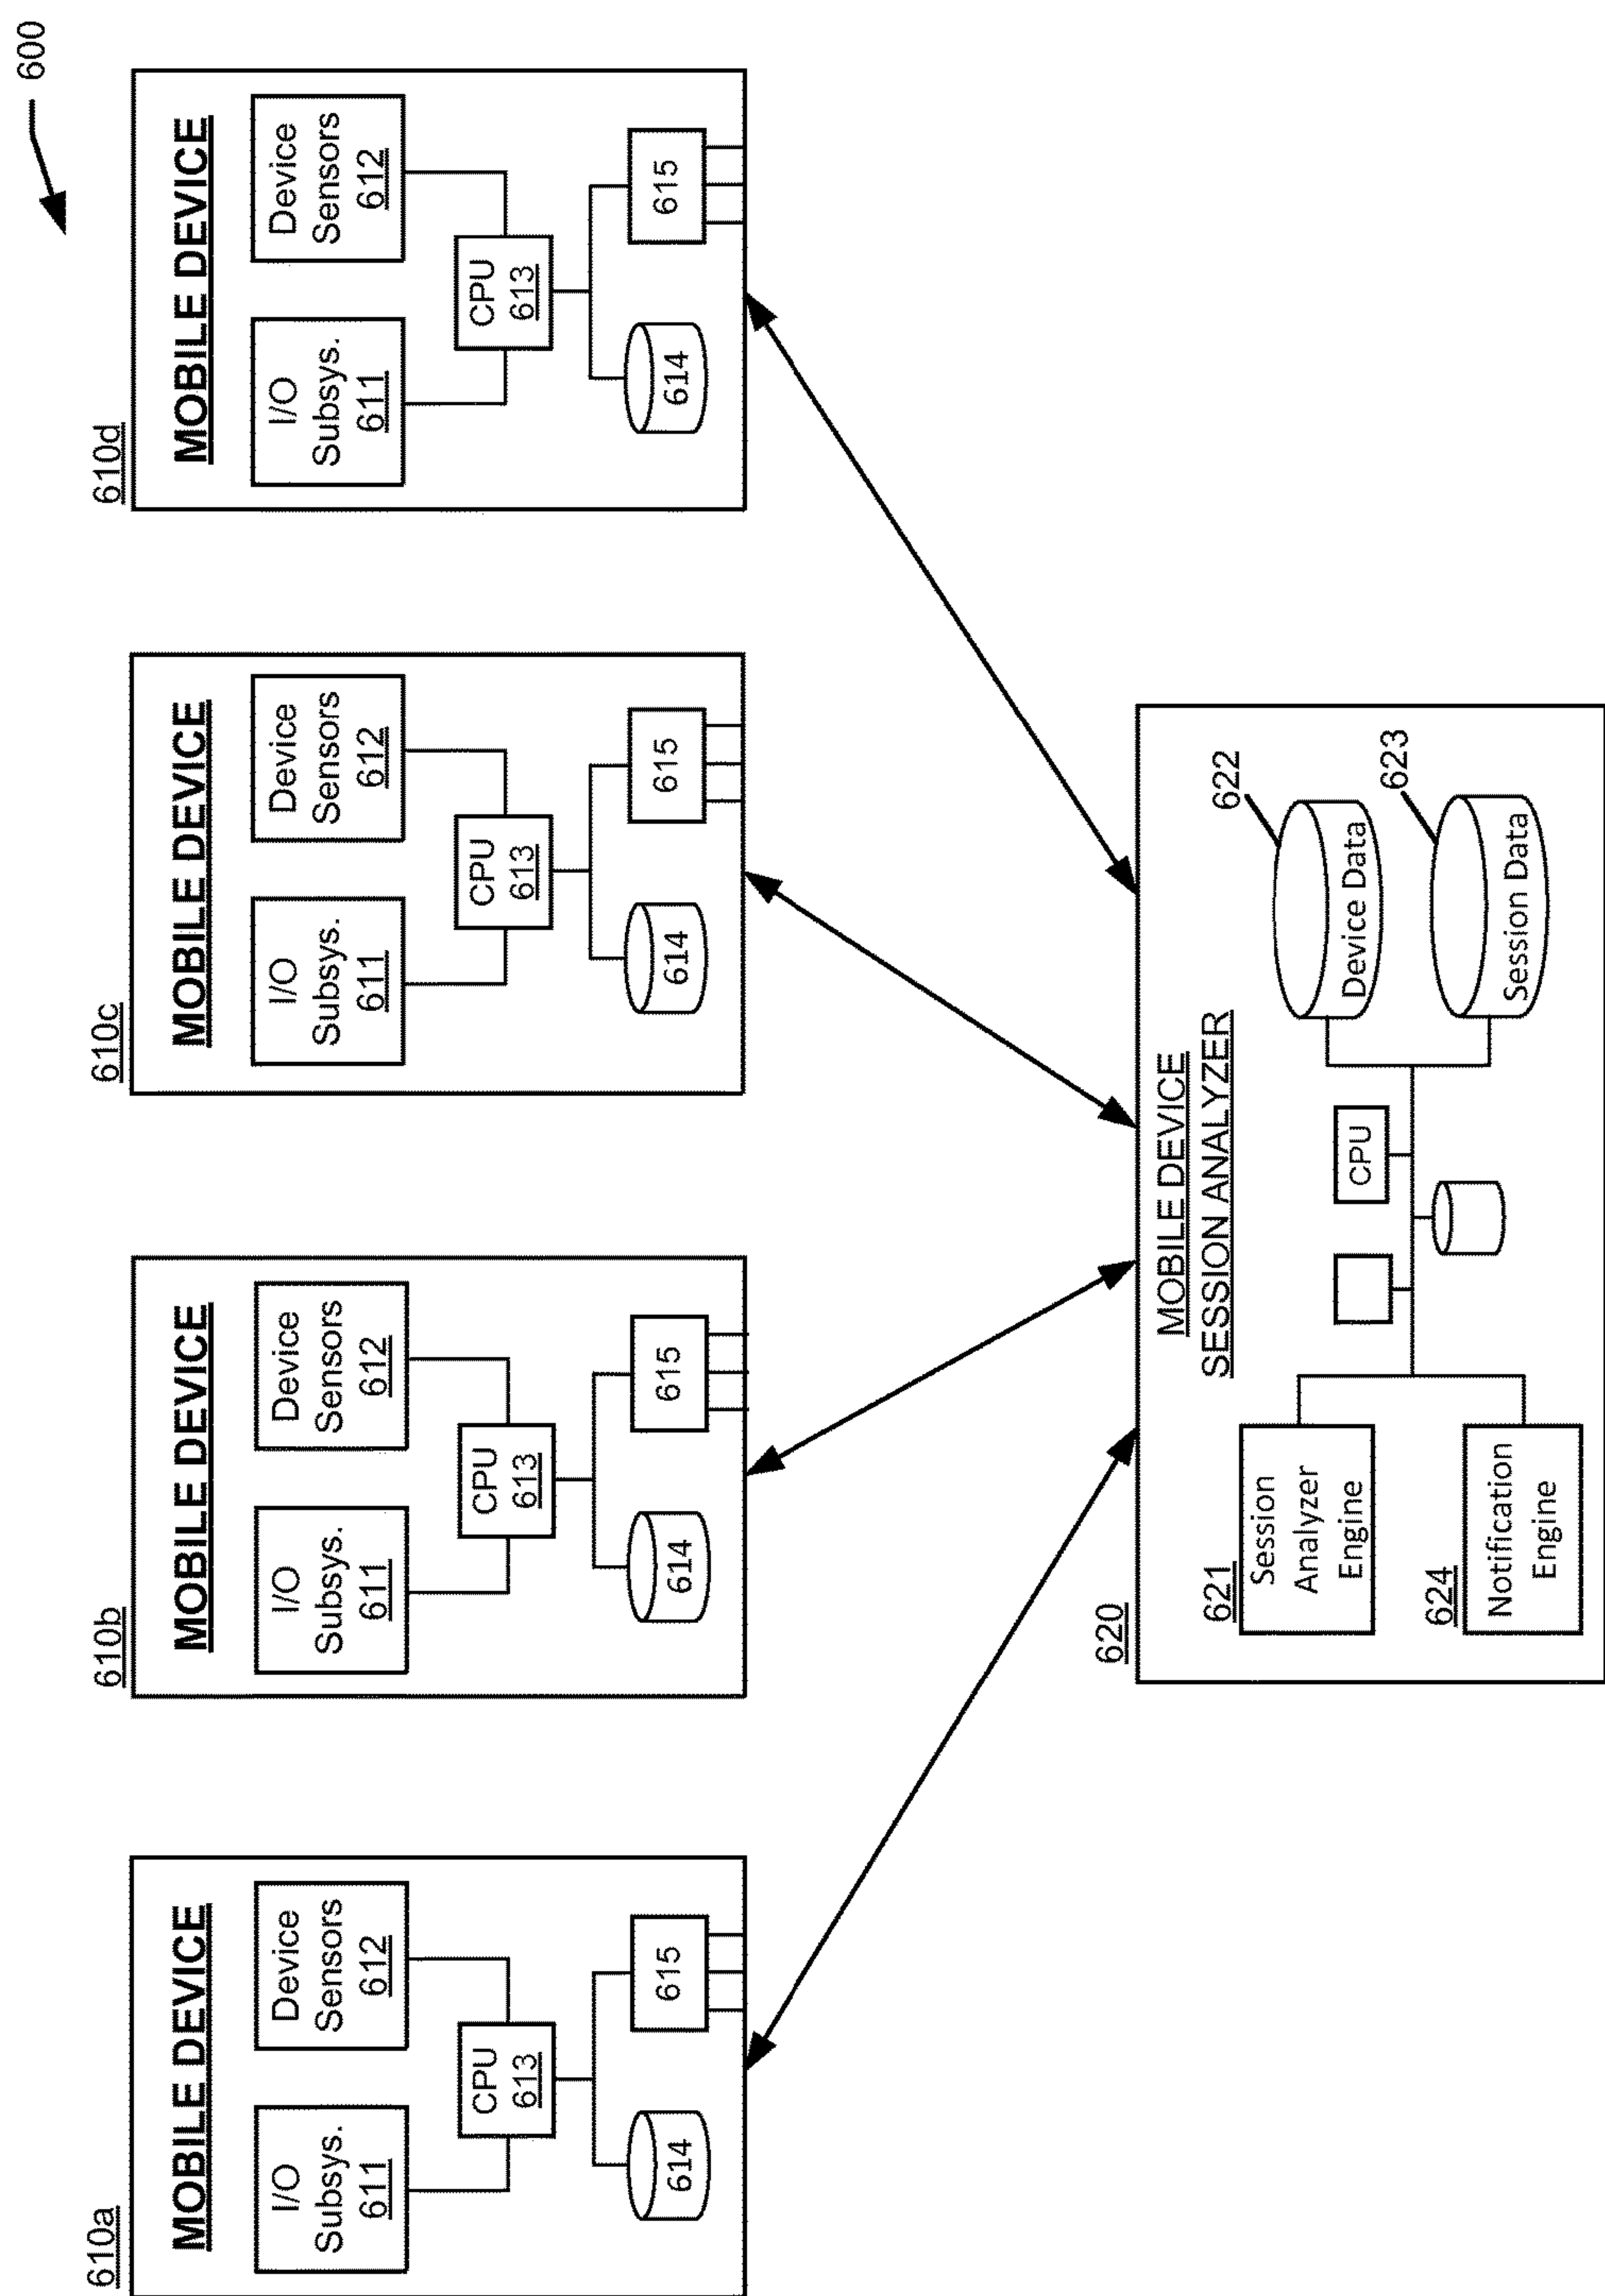 600
610a
MOBILE DEVICE
I/O
Subsys.
611
Device
Sensors
612
CPU
613
614
615
610b
MOBILE DEVICE
I/O
Subsys.
611
Device
Sensors
612
CPU
613
614
615
610c
MOBILE DEVICE
I/O
Subsys.
611
Device
Sensors
612
CPU
613
614
615
610d
MOBILE DEVICE
I/O
Subsys.
611
Device
Sensors
612
CPU
613
614
615
620
MOBILE DEVICE
SESSION ANALYZER
621
Session
Analyzer
Engine
624
Notification
Engine
CPU
622
Device Data
623
Session Data